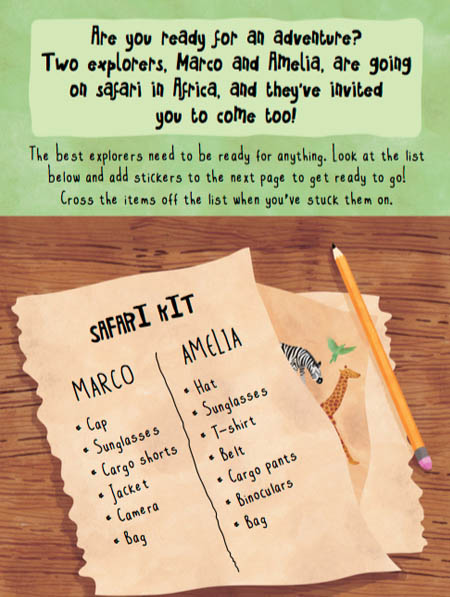 Are you ready for an adventure?
Two explorers, Marco and Amelia, are going
on safari in Africa, and they've invited
you to come too!
The best explorers need to be ready for anything. Look at the list
below and add stickers to the next page to get ready to go!
Cross the items off the list when you've stuck them on.
SAFARI KIT
MARCO
• Cap
• Sunglasses
• Cargo shorts
• Jacket
• Camera
• Bag
AMELIA
• Hat
• Sunglasses
• T-shirt
• Belt
• Cargo pants
• Binoculars
• Bag